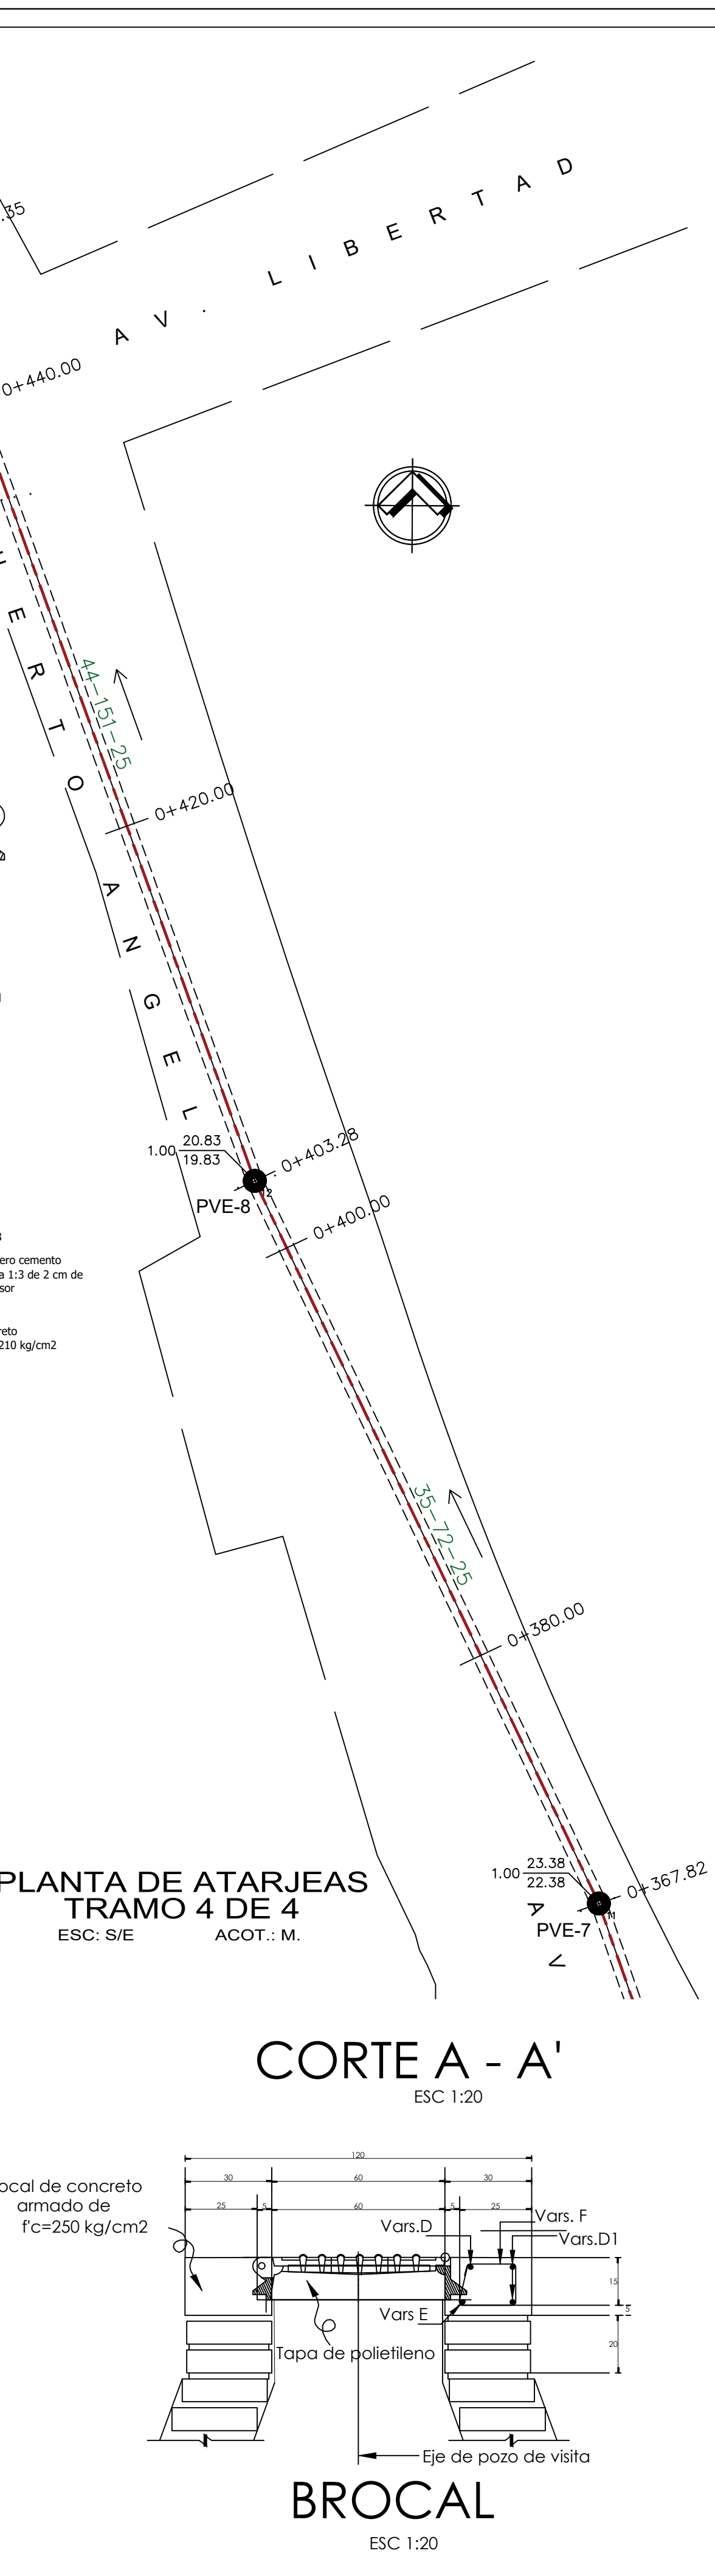 .35
AV. LIBERTAD
0+440.00
ERTO ANGEL
44-151-25
0+420.00
20.83
1.00
19.83
0+403.28
PVE-8
0+400.00
ero cemento
a 1:3 de 2 cm de
sor
reto
210 kg/cm2
35-72-25
0+380.00
23.38
1.00
22.38
0+367.82
PVE-7
A V
PLANTA DE ATARJEAS
TRAMO 4 DE 4
ESC: S/E ACOT.: M.
CORTE A - A'
ESC 1:20
120
30 60 30
25 5 60 5 25
ocal de concreto
armado de
f'c=250 kg/cm2
Vars.D
Vars. F
Vars.D1
15
5
20
Vars E
Tapa de polietileno
Eje de pozo de visita
BROCAL
ESC 1:20